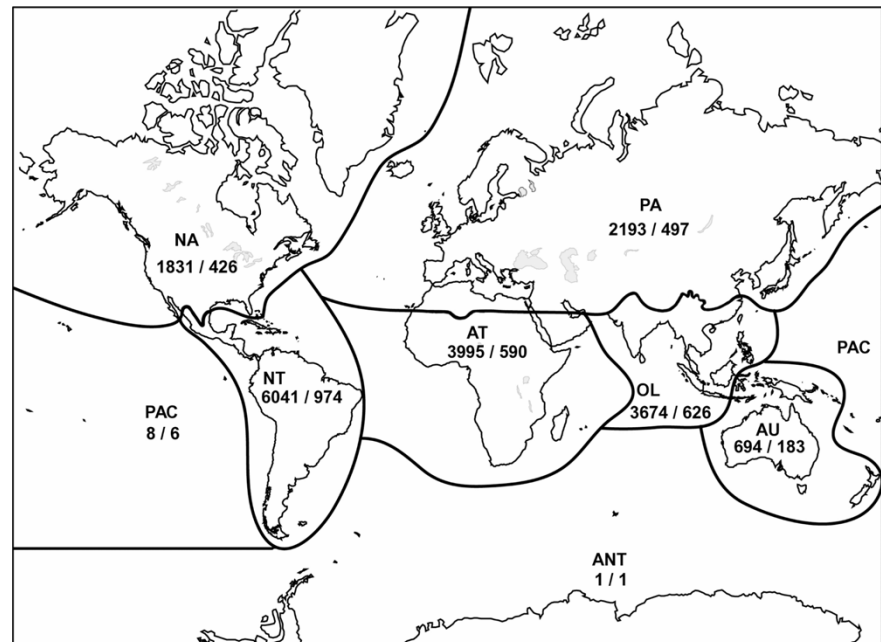 PA
2193 / 497
NA
1831 / 426
AT
3995 / 590
PAC
NT
6041 / 974
OL
3674 / 626
PAC
8 / 6
AU
694 / 183
ANT
1 / 1